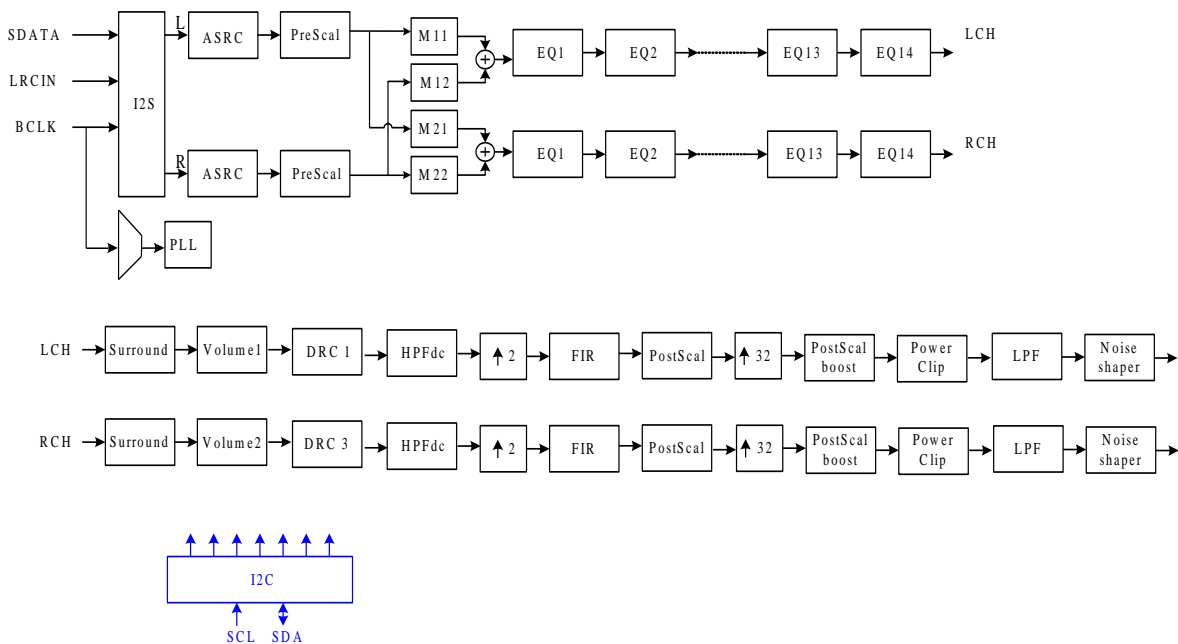 SDATA
LRCIN
BCLK
I2S
L
R
ASRC
PreScal
ASRC
PreScal
M11
M12
M21
M22
EQ1
EQ2
EQ13
EQ14
LCH
EQ1
EQ2
EQ13
EQ14
RCH
PLL
LCH
Surround
Volume1
DRC 1
HPFdc
2
FIR
PostScal
32
PostScal
boost
Power
Clip
LPF
Noise
shaper
RCH
Surround
Volume2
DRC 3
HPFdc
2
FIR
PostScal
32
PostScal
boost
Power
Clip
LPF
Noise
shaper
I2C
SCL
SDA